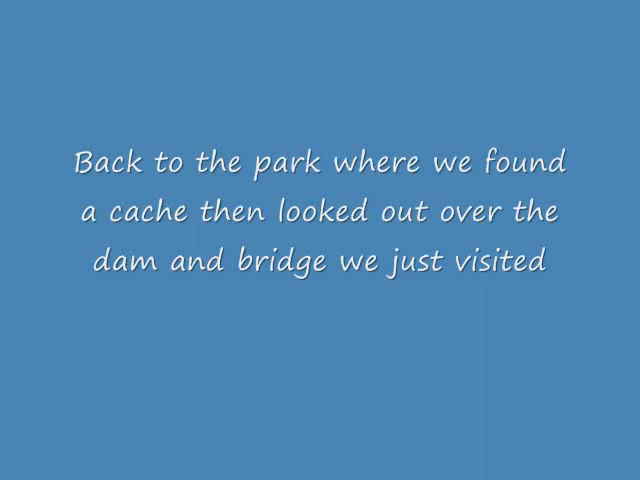 Back to the park where we found
a cache then looked out over the
dam and bridge we just visited